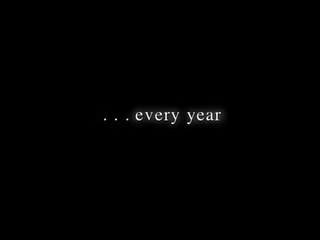 . . . every year